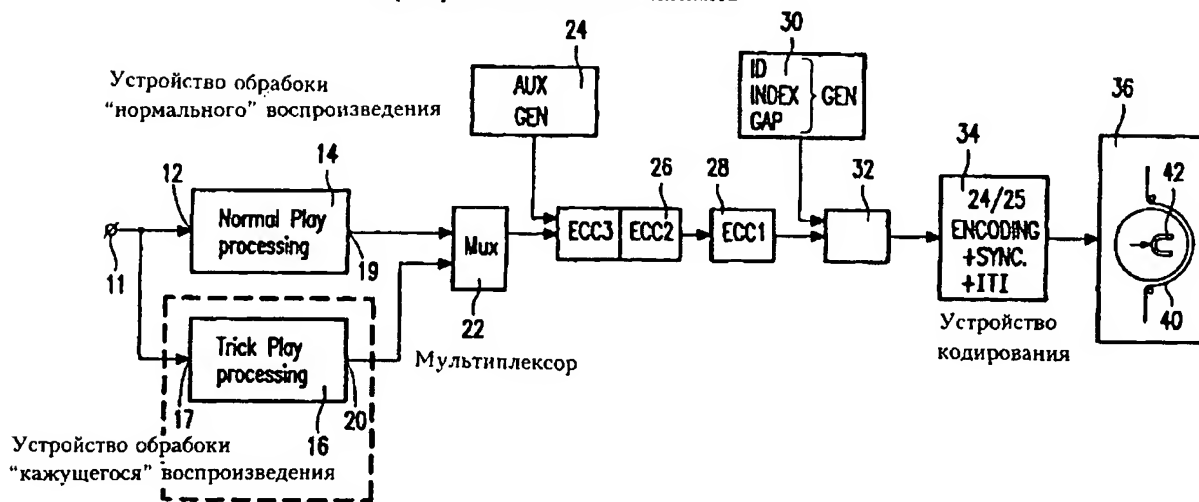 24
30
Устройство обрабоки
“нормального” воспроизведения
AUX
GEN
ID
INDEX
GAP
GEN
36
12
14
26
28
32
34
42
11
Normal Play
processing
19
Mux
22
ECC3
ECC2
ECC1
24/25
ENCODING
+SYNC.
+ITI
40
Устройство
кодирования
Мультиплексор
17
Trick Play
processing
20
16
Устройство обрабоки
“кажущегося” воспроизведения